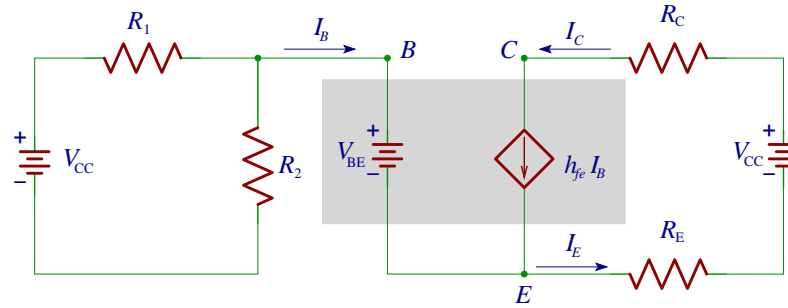 R1
IB
B
C
IC
RC
+
VCC
−
R2
+
VBE
−
hfe IB
VCC
+
−
IE
RE
E